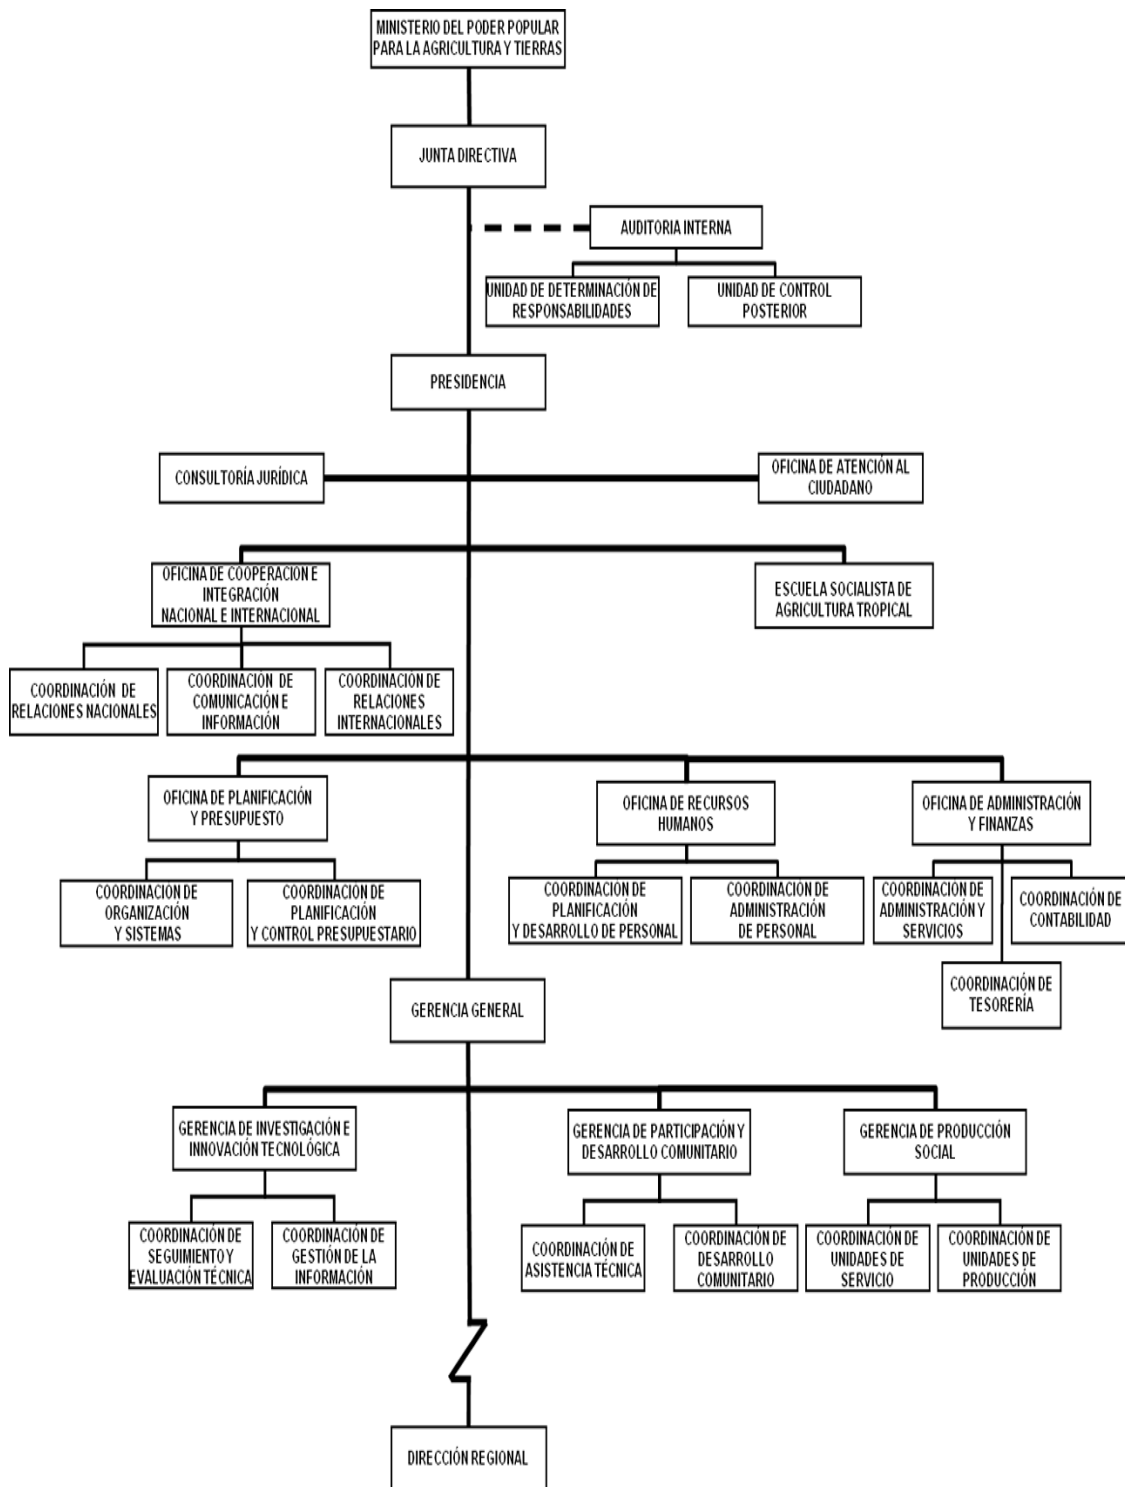 MINISTERIO DEL PODER POPULAR
PARA LA AGRICULTURA Y TIERRAS
JUNTA DIRECTIVA
AUDITORIA INTERNA
UNIDAD DE DETERMINACIÓN DE
RESPONSABILIDADES
UNIDAD DE CONTROL
POSTERIOR
PRESIDENCIA
CONSULTORÍA JURÍDICA
OFICINA DE ATENCIÓN AL
CIUDADANO
OFICINA DE COOPERACION E
INTEGRACIÓN
NACIONAL E INTERNACIONAL
ESCUELA SOCIALISTA DE
AGRICULTURA TROPICAL
COORDINACIÓN DE
RELACIONES NACIONALES
COORDINACIÓN DE
COMUNICACIÓN E
INFORMACIÓN
COORDINACIÓN DE
RELACIONES
INTERNACIONALES
OFICINA DE PLANIFICACIÓN
Y PRESUPUESTO
OFICINA DE RECURSOS
HUMANOS
OFICINA DE ADMINISTRACIÓN
Y FINANZAS
COORDINACIÓN DE
ORGANIZACIÓN
Y SISTEMAS
COORDINACIÓN DE
PLANIFICACIÓN
Y CONTROL PRESUPUESTARIO
COORDINACIÓN DE
PLANIFICACIÓN
Y DESARROLLO DE PERSONAL
COORDINACIÓN DE
ADMINISTRACIÓN
DE PERSONAL
COORDINACIÓN DE
ADMINISTRACIÓN Y
SERVICIOS
COORDINACIÓN DE
CONTABILIDAD
COORDINACIÓN DE
TESORERÍA
GERENCIA GENERAL
GERENCIA DE INVESTIGACIÓN E
INNOVACIÓN TECNOLÓGICA
GERENCIA DE PARTICIPACIÓN Y
DESARROLLO COMUNITARIO
GERENCIA DE PRODUCCIÓN
SOCIAL
COORDINACIÓN DE
SEGUIMIENTO Y
EVALUACIÓN TÉCNICA
COORDINACIÓN DE
GESTIÓN DE LA
INFORMACIÓN
COORDINACIÓN DE
ASISTENCIA TÉCNICA
COORDINACIÓN DE
DESARROLLO
COMUNITARIO
COORDINACIÓN DE
UNIDADES DE
SERVICIO
COORDINACIÓN DE
UNIDADES DE
PRODUCCIÓN
DIRECCIÓN REGIONAL